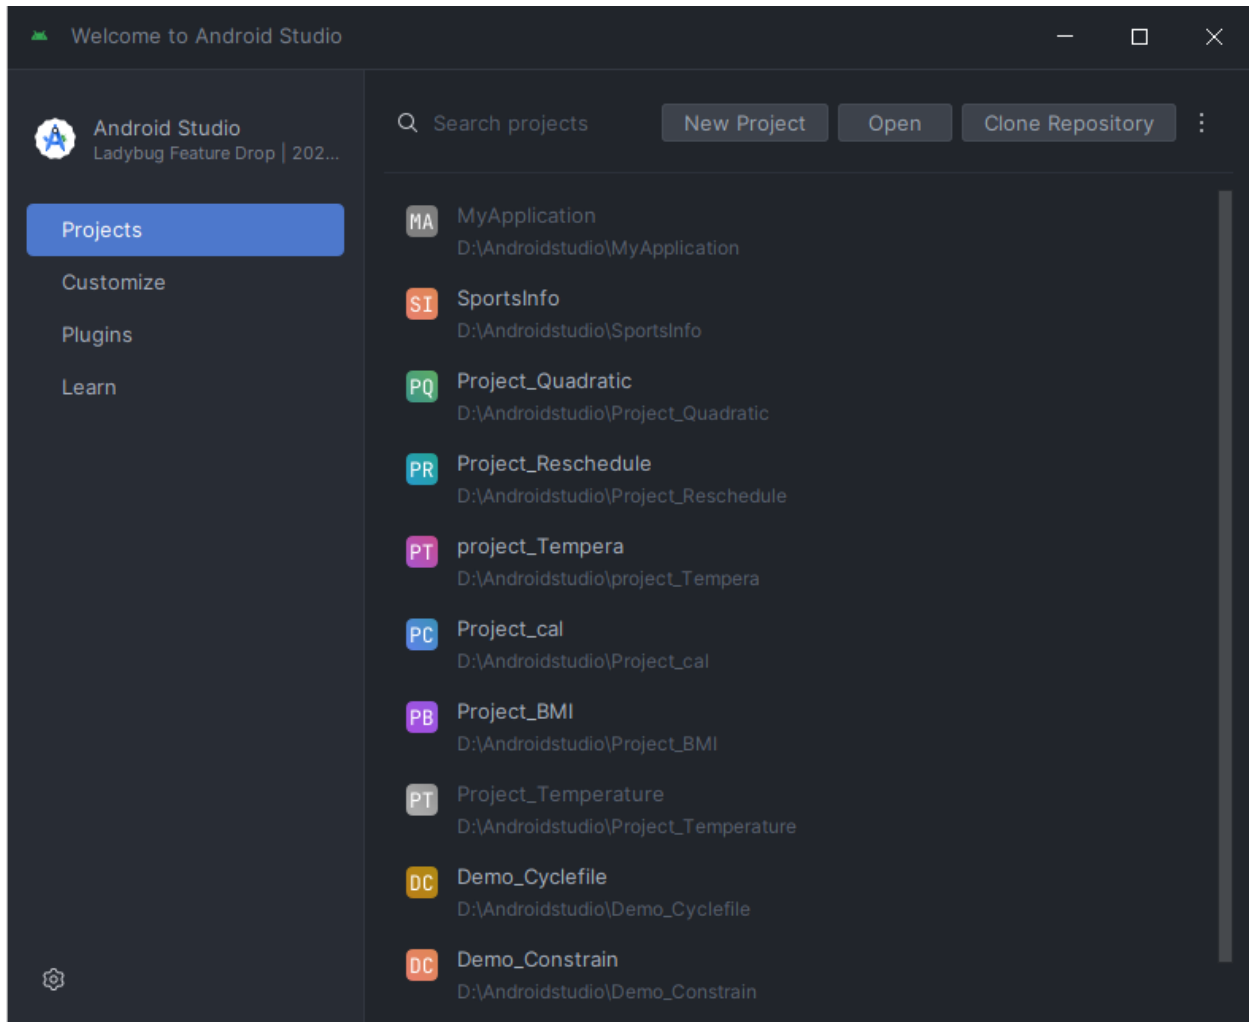 Welcome to Android Studio
Android Studio
Ladybug Feature Drop | 202...
Projects
Customize
Plugins
Learn
Search projects
New Project
Open
Clone Repository
MA
MyApplication
D:\Androidstudio\MyApplication
SI
SportsInfo
D:\Androidstudio\SportsInfo
PQ
Project_Quadratic
D:\Androidstudio\Project_Quadratic
PR
Project_Reschedule
D:\Androidstudio\Project_Reschedule
PT
project_Tempera
D:\Androidstudio\project_Tempera
PC
Project_cal
D:\Androidstudio\Project_cal
PB
Project_BMI
D:\Androidstudio\Project_BMI
PT
Project_Temperature
D:\Androidstudio\Project_Temperature
DC
Demo_Cyclefile
D:\Androidstudio\Demo_Cyclefile
DC
Demo_Constrain
D:\Androidstudio\Demo_Constrain